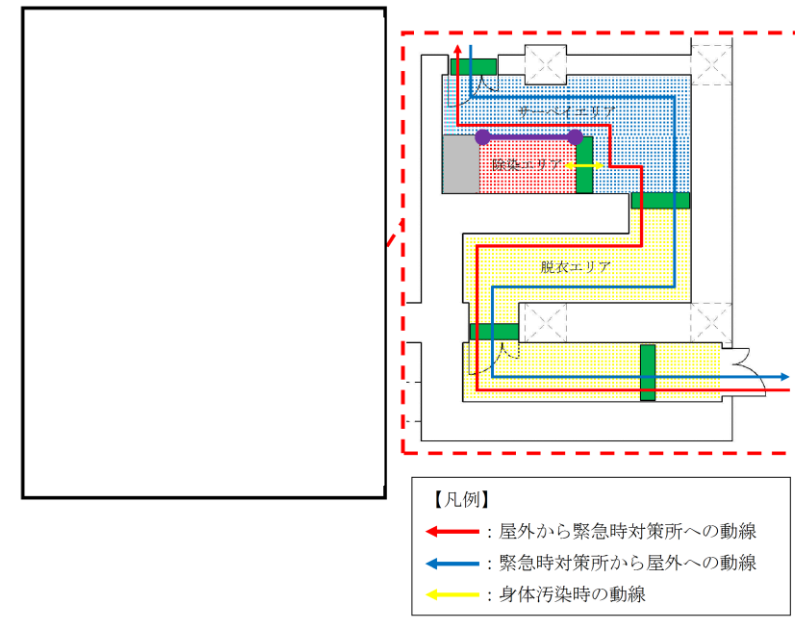 サーベイエリア
除染エリア
脱衣エリア
【凡例】
：屋外から緊急時対策所への動線
：緊急時対策所から屋外への動線
：身体汚染時の動線